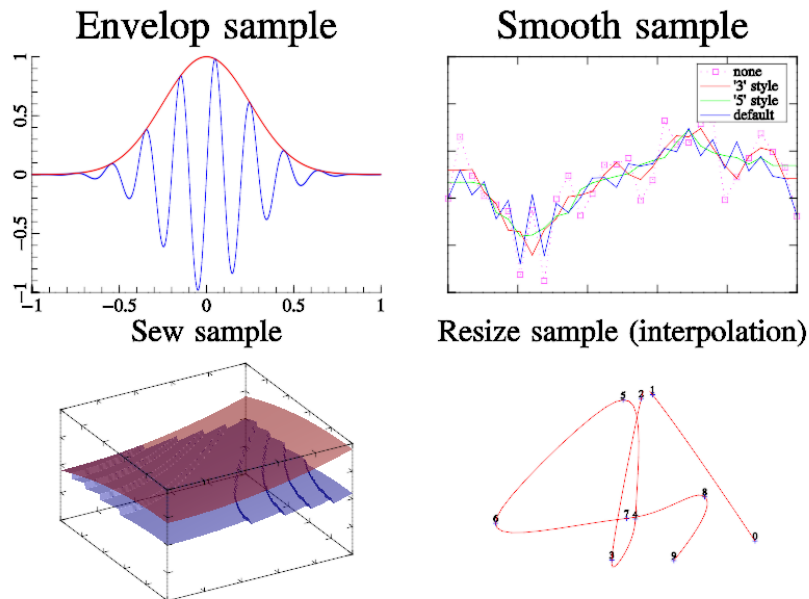 Envelop sample
1
0.5
0
−0.5
−1
−1
−0.5
0
0.5
1
Smooth sample
none
'3' style
'5' style
default
Sew sample
Resize sample (interpolation)
5
2
1
8
6
7
4
0
3
9